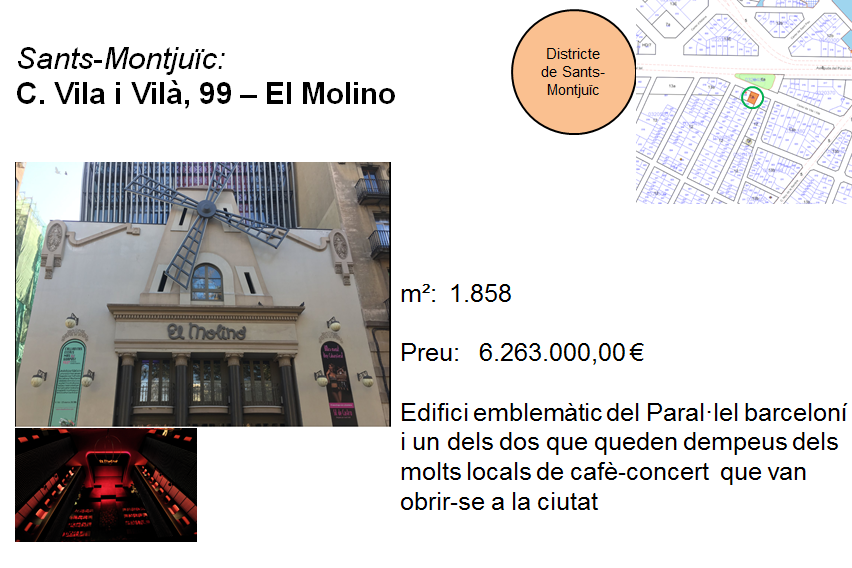 Sants-Montjuïc:
C. Vila i Vilà, 99 – El Molino
Districte
de Sants-
Montjuïc
El Molino
m²: 1.858
Preu: 6.263.000,00 €
Edifici emblemàtic del Paral·lel barceloní
i un dels dos que queden dempeus dels
molts locals de cafè-concert que van
obrir-se a la ciutat